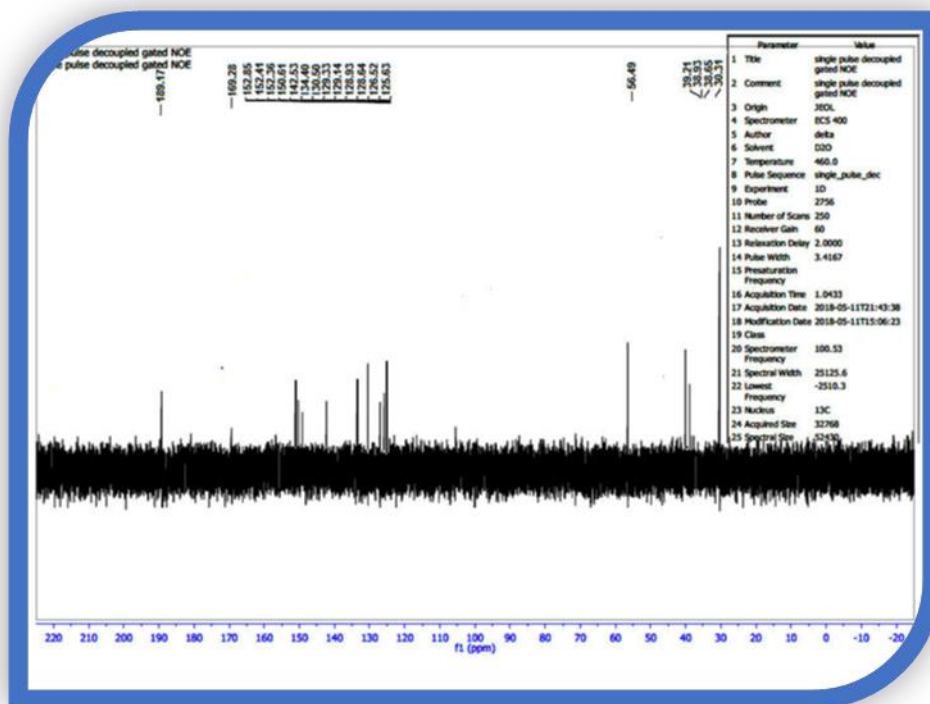 pulse decoupled gated NOE
e pulse decoupled gated NOE
189.17
169.28
152.85
152.41
152.36
150.61
142.53
134.40
130.50
129.33
129.14
128.93
128.64
126.52
125.63
56.49
39.21
38.93
38.65
30.31
Parameter Value
1 Title single pulse decoupled
gated NOE
2 Comment single pulse decoupled
gated NOE
3 Origin JEOL
4 Spectrometer ECS 400
5 Author delta
6 Solvent D2O
7 Temperature 460.0
8 Pulse Sequence single_pulse_dec
9 Experiment 1D
10 Probe 2756
11 Number of Scans 250
12 Receiver Gain 60
13 Relaxation Delay 2.0000
14 Pulse Width 3.4167
15 Presaturation
Frequency
16 Acquisition Time 1.0433
17 Acquisition Date 2018-05-11T21:43:38
18 Modification Date 2018-05-11T15:06:23
19 Class
20 Spectrometer 100.53
Frequency
21 Spectral Width 25125.6
22 Lowest -2510.3
Frequency
23 Nucleus 13C
24 Acquired Size 32768
25 Spectral Size
220 210 200 190 180 170 160 150 140 130 120 110 100 90 80 70 60 50 40 30 20 10 0 -10 -20
f1 (ppm)